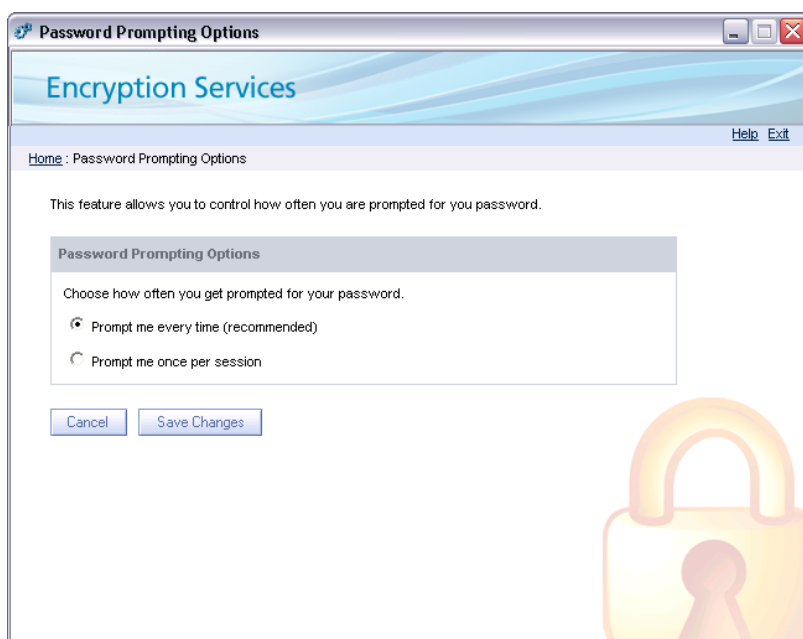 Password Prompting Options
Encryption Services
Help Exit
Home : Password Prompting Options
This feature allows you to control how often you are prompted for you password.
Password Prompting Options
Choose how often you get prompted for your password.
Prompt me every time (recommended)
Prompt me once per session
Cancel Save Changes